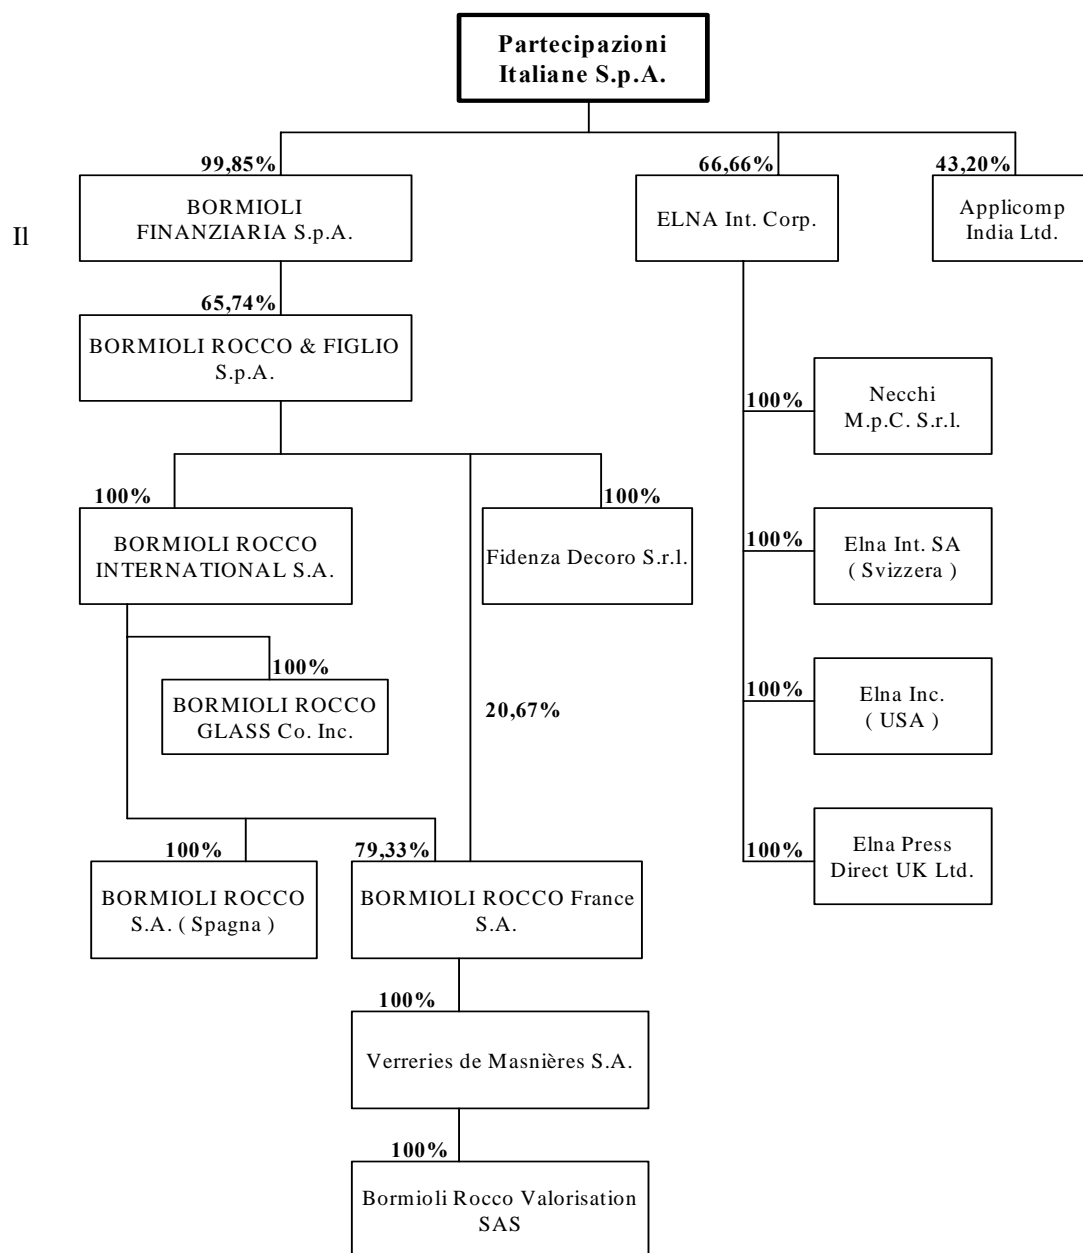 Partecipazioni
Italiane S.p.A.
99,85%
66,66%
43,20%
Il
BORMIOLI
FINANZIARIA S.p.A.
ELNA Int. Corp.
Applicomp
India Ltd.
65,74%
BORMIOLI ROCCO & FIGLIO
S.p.A.
100%
Necchi
M.p.C. S.r.l.
100%
100%
BORMIOLI ROCCO
INTERNATIONAL S.A.
Fidenza Decoro S.r.l.
100%
Elna Int. SA
( Svizzera )
100%
BORMIOLI ROCCO
GLASS Co. Inc.
20,67%
100%
Elna Inc.
( USA )
100%
79,33%
BORMIOLI ROCCO
S.A. ( Spagna )
BORMIOLI ROCCO France
S.A.
100%
Elna Press
Direct UK Ltd.
100%
Verreries de Masnières S.A.
100%
Bormioli Rocco Valorisation
SAS